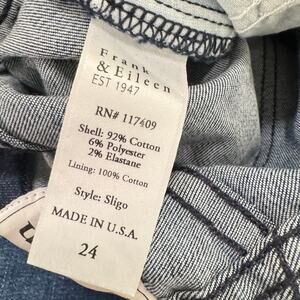 Frank
& Eileen
EST 1947
RN# 117409
Shell: 92% Cotton
6% Polyester
2% Elastane
Lining: 100% Cotton
Style: Sligo
MADE IN U.S.A.
24